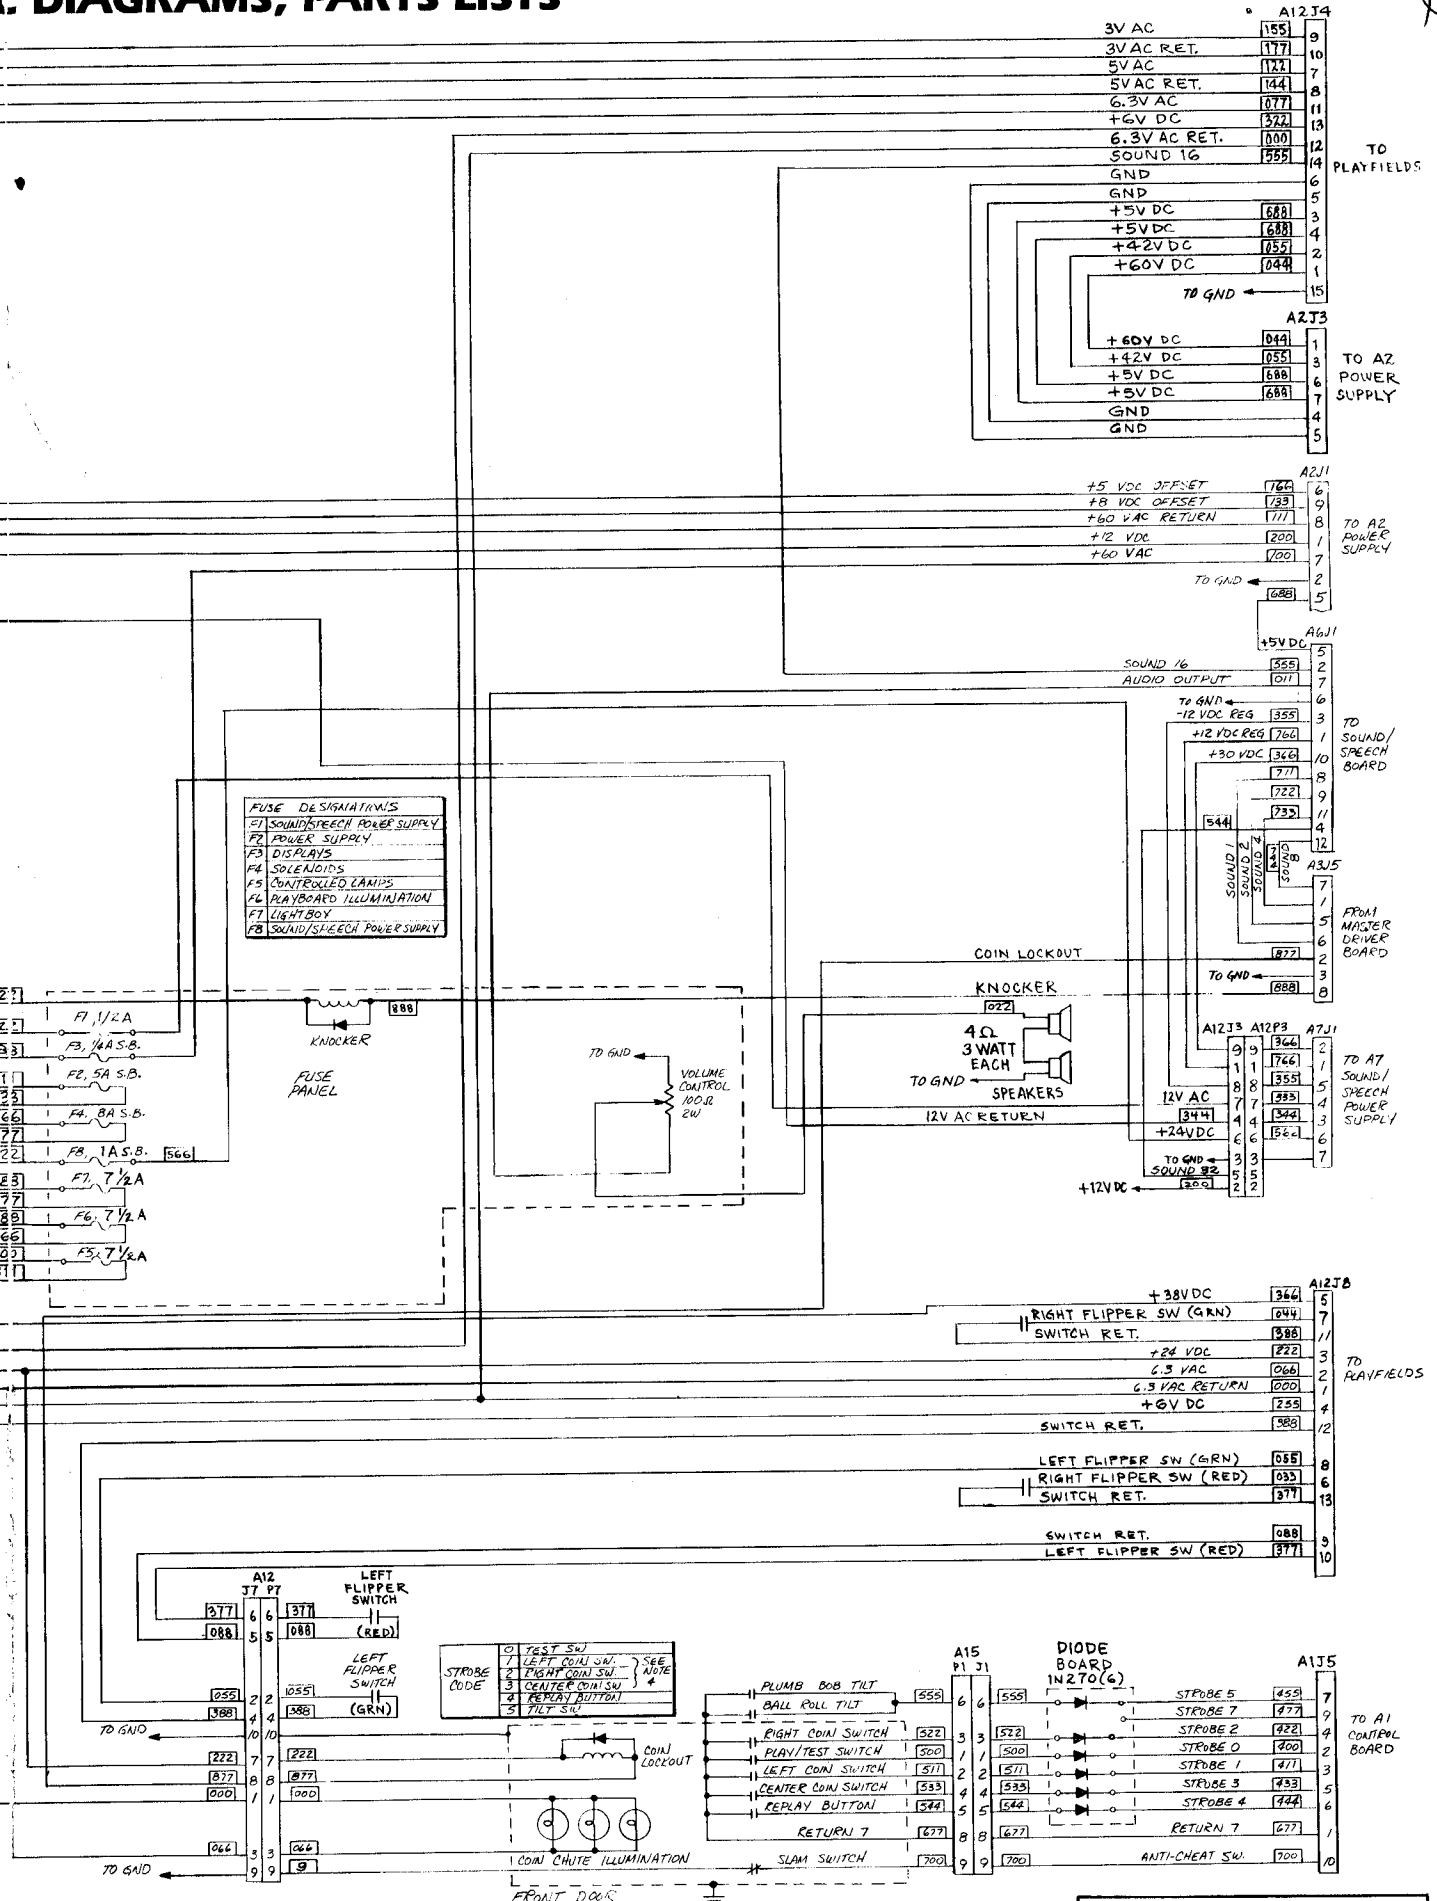 DIAGRAMS, PARTS LISTS
A12J4
3V AC 155 9
3V AC RET. 177 10
5V AC 122 7
5V AC RET. 144 8
6.3V AC 077 11
+6V DC 322 13
6.3V AC RET. 000 12
SOUND 16 555 14
TO
PLAYFIELDS
GND 6
GND 5
+5V DC 688 3
+5VDC 688 4
+42VDC 055 2
+60V DC 044 1
TO GND 15
A2J3
+60V DC 044 1
+42V DC 055 3
+5V DC 688 6
+5V DC 688 7
GND 4
GND 5
TO A2
POWER
SUPPLY
A2J1
+5 VDC OFFSET 166 6
+8 VDC OFFSET 133 9
+60 VAC RETURN 111 8
+12 VDC 200 1
+60 VAC 700 7
TO GND 2
688 5
TO A2
POWER
SUPPLY
A6J1
+5VDC 5
SOUND 16 555 2
AUDIO OUTPUT 011 7
TO GND 6
-12 VDC REG 355 3
+12 VDC REG 766 1
+30 VDC 366 10
711 8
722 9
733 11
544 4
12
TO
SOUND/
SPEECH
BOARD
SOUND 1
SOUND 2
SOUND 4
SOUND 8
A3J5
7
1
5
6
877 2
TO GND 3
888 8
FROM
MASTER
DRIVER
BOARD
FUSE DESIGNATIONS
F1 SOUND/SPEECH POWER SUPPLY
F2 POWER SUPPLY
F3 DISPLAYS
F4 SOLENOIDS
F5 CONTROLLED LAMPS
F6 PLAYBOARD ILLUMINATION
F7 LIGHTBOX
F8 SOUND/SPEECH POWER SUPPLY
COIN LOCKOUT
KNOCKER
022
4Ω
3 WATT
EACH
TO GND
SPEAKERS
F1, 1/2 A
F3, 1/4A S.B.
F2, 5A S.B.
F4, 8A S.B.
F8, 1A S.B. 566
F7, 7 1/2 A
F6, 7 1/2 A
F5, 7 1/2 A
888
KNOCKER
FUSE
PANEL
TO GND
VOLUME
CONTROL
100Ω
2W
A12J3 A12P3 A7J1
9 9 366 2
1 1 766 1
8 8 355 5
12V AC 7 7 333 4
12V AC RETURN 344 4 4 344 3
+24VDC 6 6 6
TO GND 3 3 7
SOUND 32 5 5
+12VDC 200 2 2
TO A7
SOUND/
SPEECH
POWER
SUPPLY
A12J8
+38VDC 366 5
RIGHT FLIPPER SW (GRN) 044 7
SWITCH RET. 388 11
+24 VDC 222 3
6.3 VAC 066 2
6.3 VAC RETURN 000 1
+6V DC 255 4
SWITCH RET. 388 12
TO
PLAYFIELDS
LEFT FLIPPER SW (GRN) 055 8
RIGHT FLIPPER SW (RED) 033 6
SWITCH RET. 377 13
SWITCH RET. 088 9
LEFT FLIPPER SW (RED) 377 10
A12
J7 P7
377 6 6 377
088 5 5 088
LEFT
FLIPPER
SWITCH
(RED)
LEFT
FLIPPER
SWITCH
(GRN)
055 2 2 055
388 4 4 388
TO GND 10 10
222 7 7 222
877 8 8 877
000 1 1 000
066 3 3 066
TO GND 9 9 9
STROBE
CODE
0 TEST SW
1 LEFT COIN SW.
2 RIGHT COIN SW.
3 CENTER COIN SW
4 REPLAY BUTTON
5 TILT SW
SEE
NOTE
4
COIN
LOCKOUT
COIN CHUTE ILLUMINATION
FRONT DOOR
A15
P1 J1
PLUMB BOB TILT
BALL ROLL TILT
555 6 6 555
RIGHT COIN SWITCH 522 3 3 522
PLAY/TEST SWITCH 500 1 1 500
LEFT COIN SWITCH 511 2 2 511
CENTER COIN SWITCH 533 4 4 533
REPLAY BUTTON 544 5 5 544
RETURN 7 677 8 8 677
SLAM SWITCH 700 9 9 700
DIODE
BOARD
1N270(6)
A1J5
STROBE 5 455 7
STROBE 7 477 9
STROBE 2 422 4
STROBE 0 400 2
STROBE 1 411 3
STROBE 3 433 5
STROBE 4 444 6
RETURN 7 677 1
ANTI-CHEAT SW. 700 10
TO A1
CONTROL
BOARD